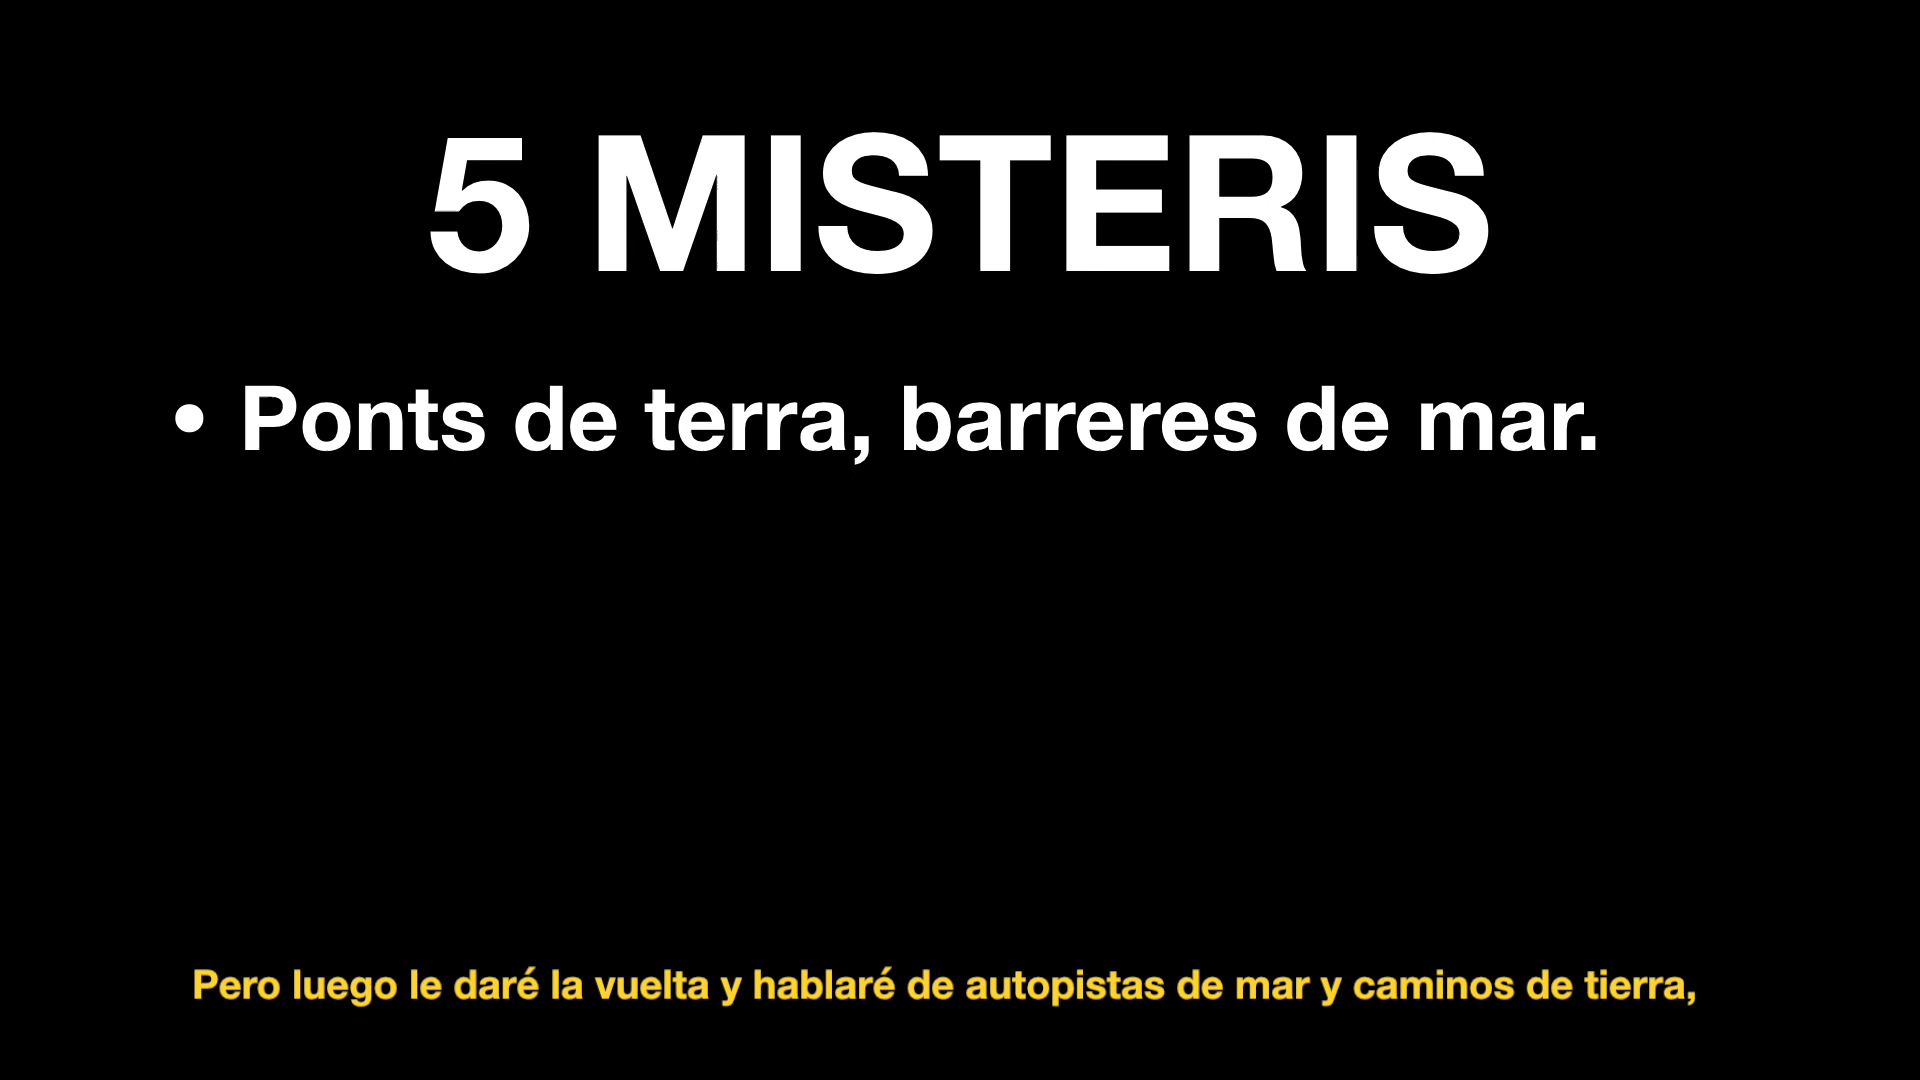 5 MISTERIS
• Ponts de terra, barreres de mar.
Pero luego le daré la vuelta y hablaré de autopistas de mar y caminos de tierra,